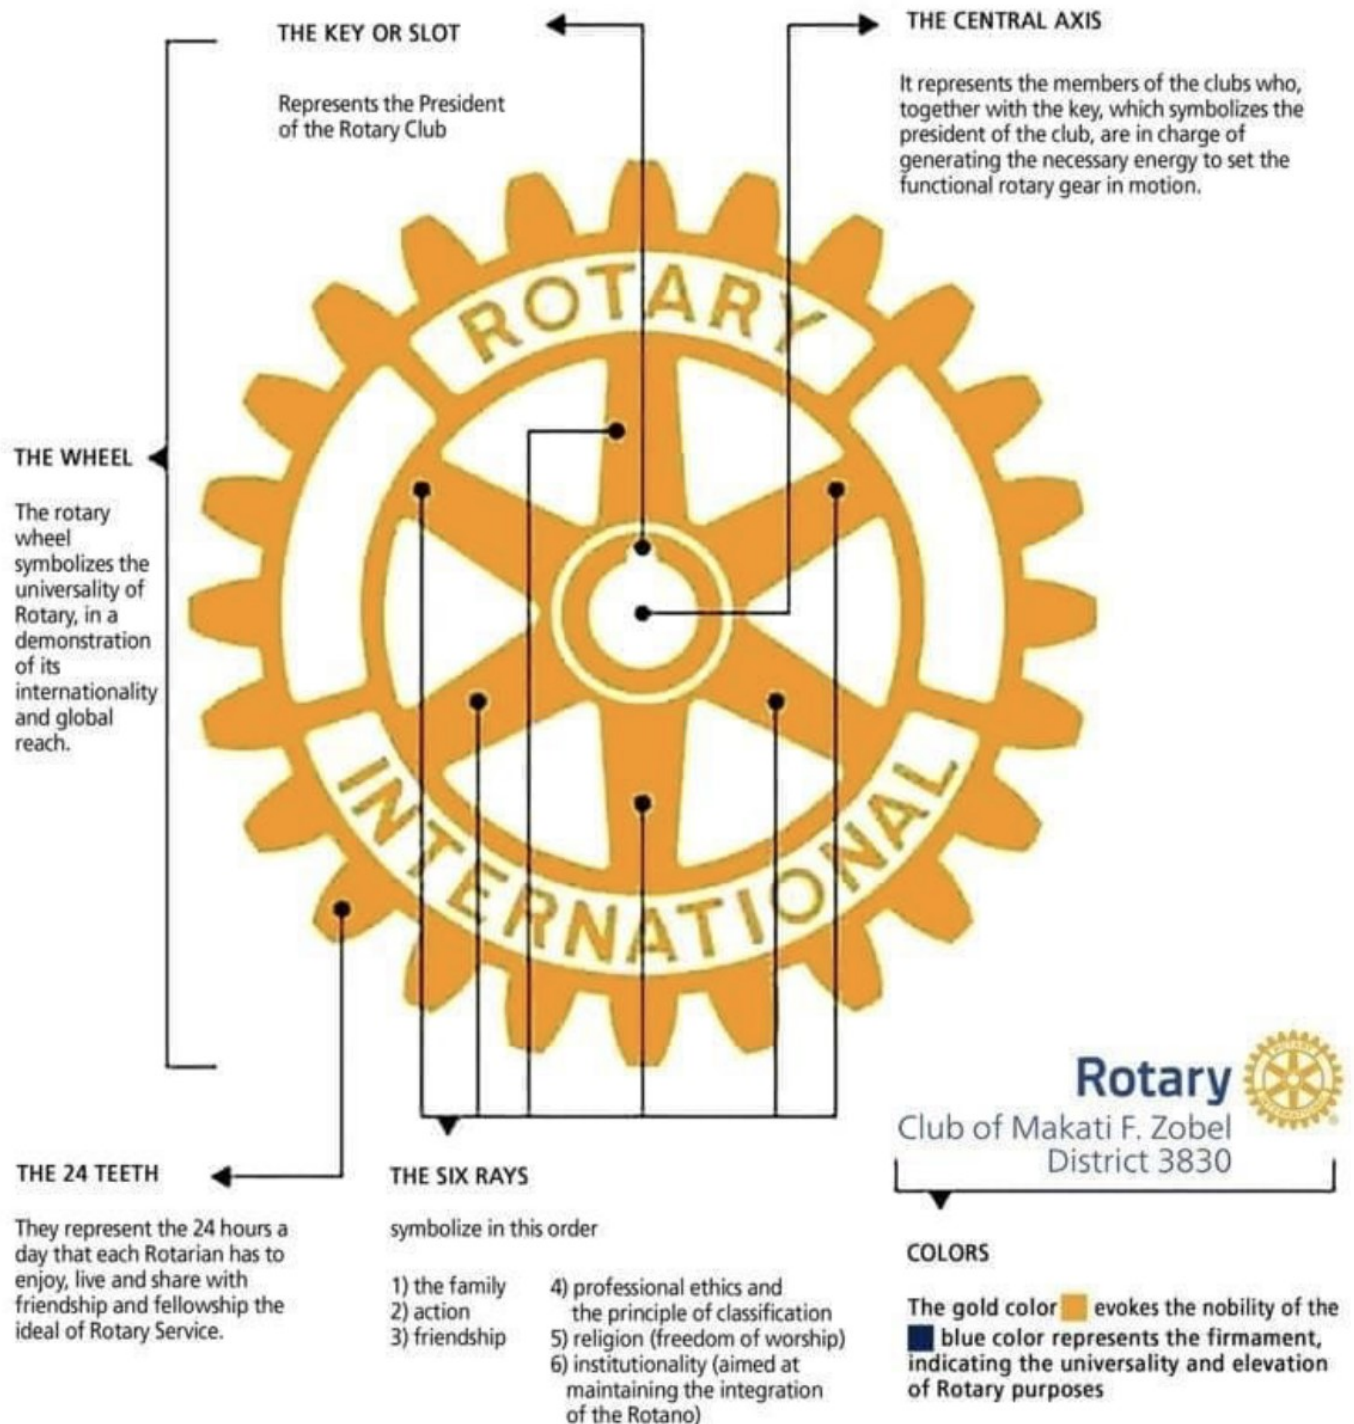 THE KEY OR SLOT
Represents the President
of the Rotary Club
THE CENTRAL AXIS
It represents the members of the clubs who,
together with the key, which symbolizes the
president of the club, are in charge of
generating the necessary energy to set the
functional rotary gear in motion.
ROTARY
INTERNATIONAL
THE WHEEL
The rotary
wheel
symbolizes the
universality of
Rotary, in a
demonstration
of its
internationality
and global
reach.
THE 24 TEETH
They represent the 24 hours a
day that each Rotarian has to
enjoy, live and share with
friendship and fellowship the
ideal of Rotary Service.
THE SIX RAYS
symbolize in this order
1) the family
2) action
3) friendship
4) professional ethics and
the principle of classification
5) religion (freedom of worship)
6) institutionality (aimed at
maintaining the integration
of the Rotano)
Rotary
Club of Makati F. Zobel
District 3830
COLORS
The gold color evokes the nobility of the
blue color represents the firmament,
indicating the universality and elevation
of Rotary purposes